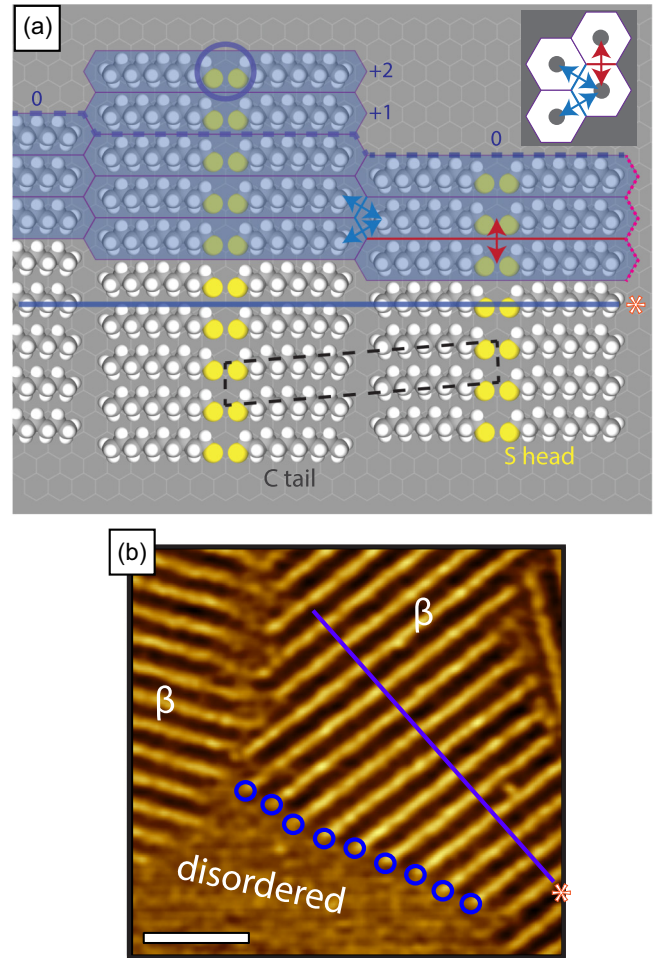 (a)
0
+2
+1
0
*
S head
C tail
(b)
β
β
disordered
*